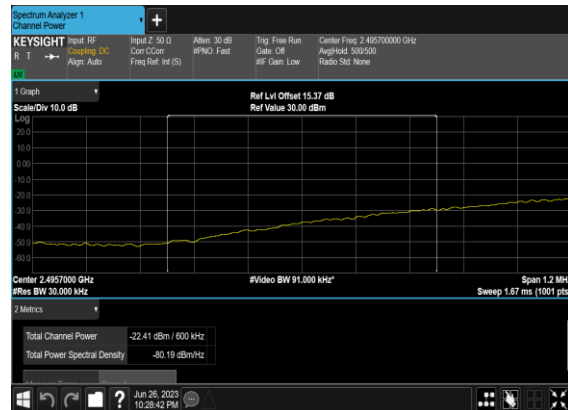 Spectrum Analyzer 1
Channel Power
+
KEYSIGHT Input: RF Input Z: 50 Ω Atten: 30 dB Trig: Free Run Center Freq: 2.495700000 GHz
R T Coupling: DC Corr CCorr #PNO: Fast Gate: Off Avg|Hold: 500/500
Align: Auto Freq Ref: Int (S) #IF Gain: Low Radio Std: None
LXI
1 Graph
Ref Lvl Offset 15.37 dB
Scale/Div 10.0 dB Ref Value 30.00 dBm
Log
20.0
10.0
0.00
-10.0
-20.0
-30.0
-40.0
-50.0
-60.0
Center 2.4957000 GHz #Video BW 91.000 kHz* Span 1.2 MH
#Res BW 30.000 kHz Sweep 1.67 ms (1001 pts
2 Metrics
Total Channel Power -22.41 dBm / 600 kHz
Total Power Spectral Density -80.19 dBm/Hz
? Jun 26, 2023
10:28:42 PM